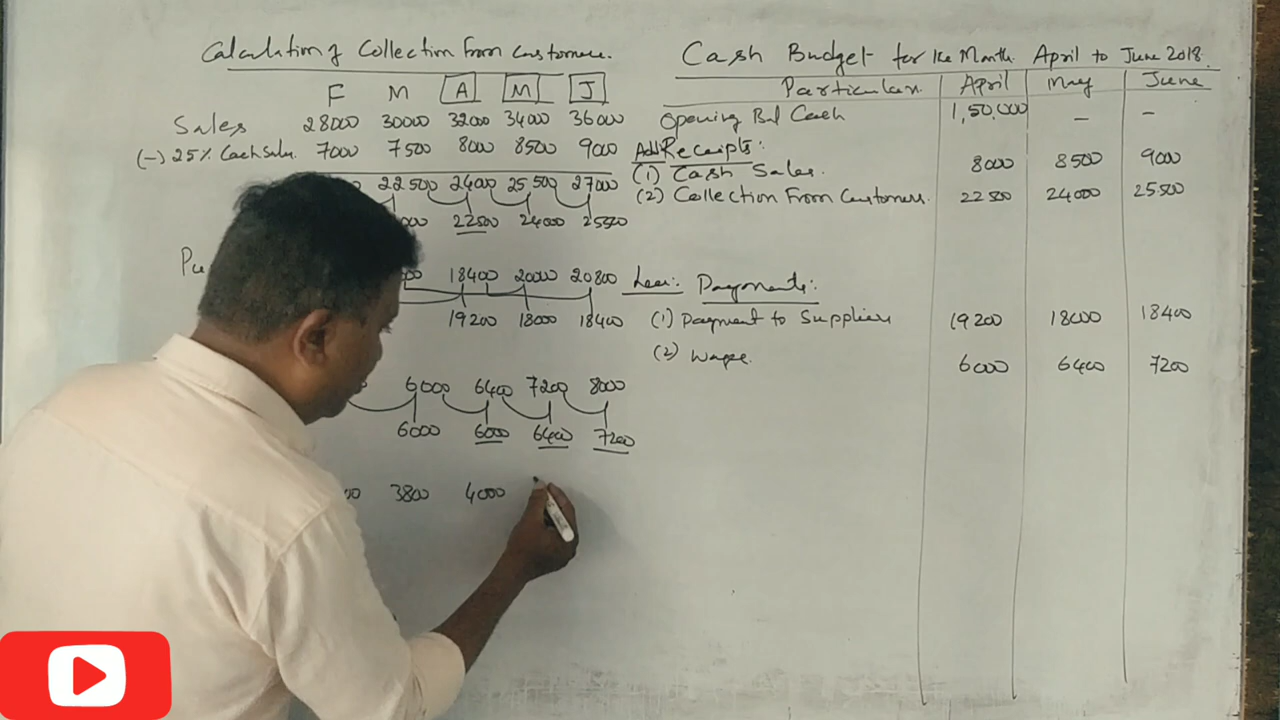 Calculation of Collection From Customers.
F M A M J
Sales 28000 30000 32000 34000 36000
(-) 25% Cash Sales. 7000 7500 8000 8500 9000
22500 24000 25500 27000
22500 24000 25500
18400 20000 20800
19200 18000 18400
6000 6400 7200 8000
6000 6000 6400 7200
3800 4000
Cash Budget for the Month April to June 2018.
Particulars. April May June
Opening Bal Cash 1,50,000 - -
Add: Receipts:
(1) Cash Sales. 8000 8500 9000
(2) Collection From Customers. 22500 24000 25500
Less: Payments:
(1) Payment to Suppliers 19200 18000 18400
(2) Wages. 6000 6400 7200